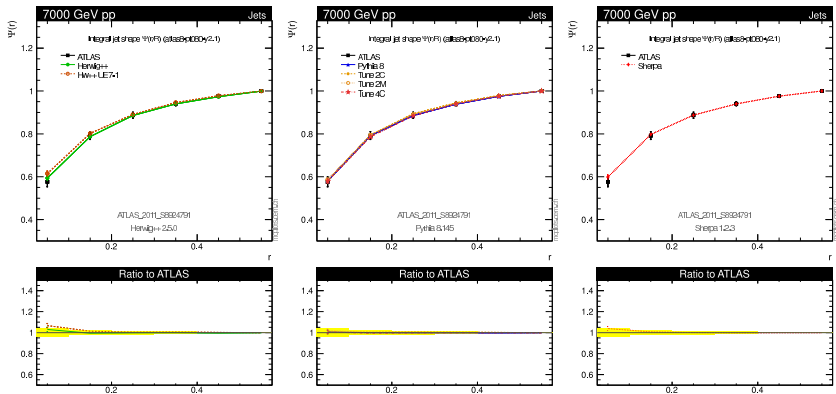 7000 GeV pp
Jets
Ψ(r)
Integral jet shape Ψ(r/R) (atlas8-pt080-y2.1)
ATLAS
Herwig++
Hw++ UE7-1
1.2
1
0.8
0.6
0.4
ATLAS_2011_S8924791
Herwig++ 2.5.0
mcplots.cern.ch
0.2
0.4
r
Ratio to ATLAS
1.4
1.2
1
0.8
0.6
0.2
0.4
7000 GeV pp
Jets
Ψ(r)
Integral jet shape Ψ(r/R) (atlas8-pt080-y2.1)
ATLAS
Pythia 8
Tune 2C
Tune 2M
Tune 4C
1.2
1
0.8
0.6
0.4
ATLAS_2011_S8924791
Pythia 8.145
mcplots.cern.ch
0.2
0.4
r
Ratio to ATLAS
1.4
1.2
1
0.8
0.6
0.2
0.4
7000 GeV pp
Jets
Ψ(r)
Integral jet shape Ψ(r/R) (atlas8-pt080-y2.1)
ATLAS
Sherpa
1.2
1
0.8
0.6
0.4
ATLAS_2011_S8924791
Sherpa 1.2.3
0.2
0.4
r
Ratio to ATLAS
1.4
1.2
1
0.8
0.6
0.2
0.4